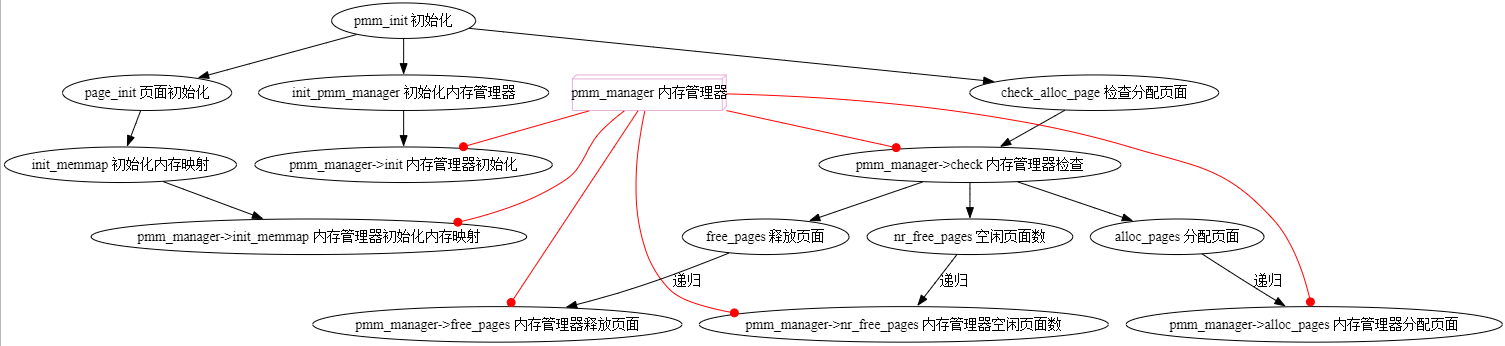 pmm_init 初始化
page_init 页面初始化
init_pmm_manager 初始化内存管理器
pmm_manager 内存管理器
check_alloc_page 检查分配页面
init_memmap 初始化内存映射
pmm_manager->init 内存管理器初始化
pmm_manager->check 内存管理器检查
pmm_manager->init_memmap 内存管理器初始化内存映射
free_pages 释放页面
nr_free_pages 空闲页面数
alloc_pages 分配页面
递归
递归
递归
pmm_manager->free_pages 内存管理器释放页面
pmm_manager->nr_free_pages 内存管理器空闲页面数
pmm_manager->alloc_pages 内存管理器分配页面